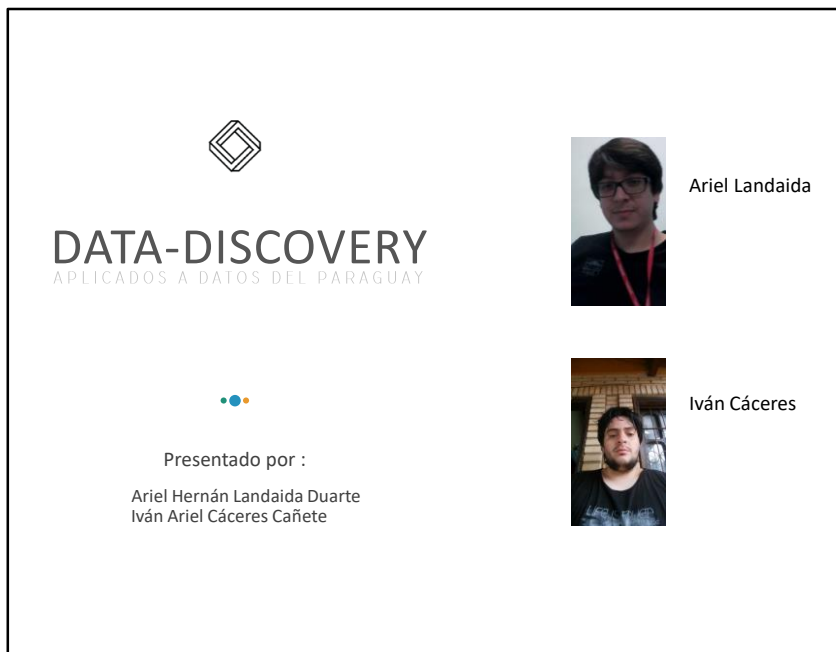 DATA-DISCOVERY
APLICADOS A DATOS DEL PARAGUAY
Presentado por :
Ariel Hernán Landaida Duarte
Iván Ariel Cáceres Cañete
Ariel Landaida
Iván Cáceres